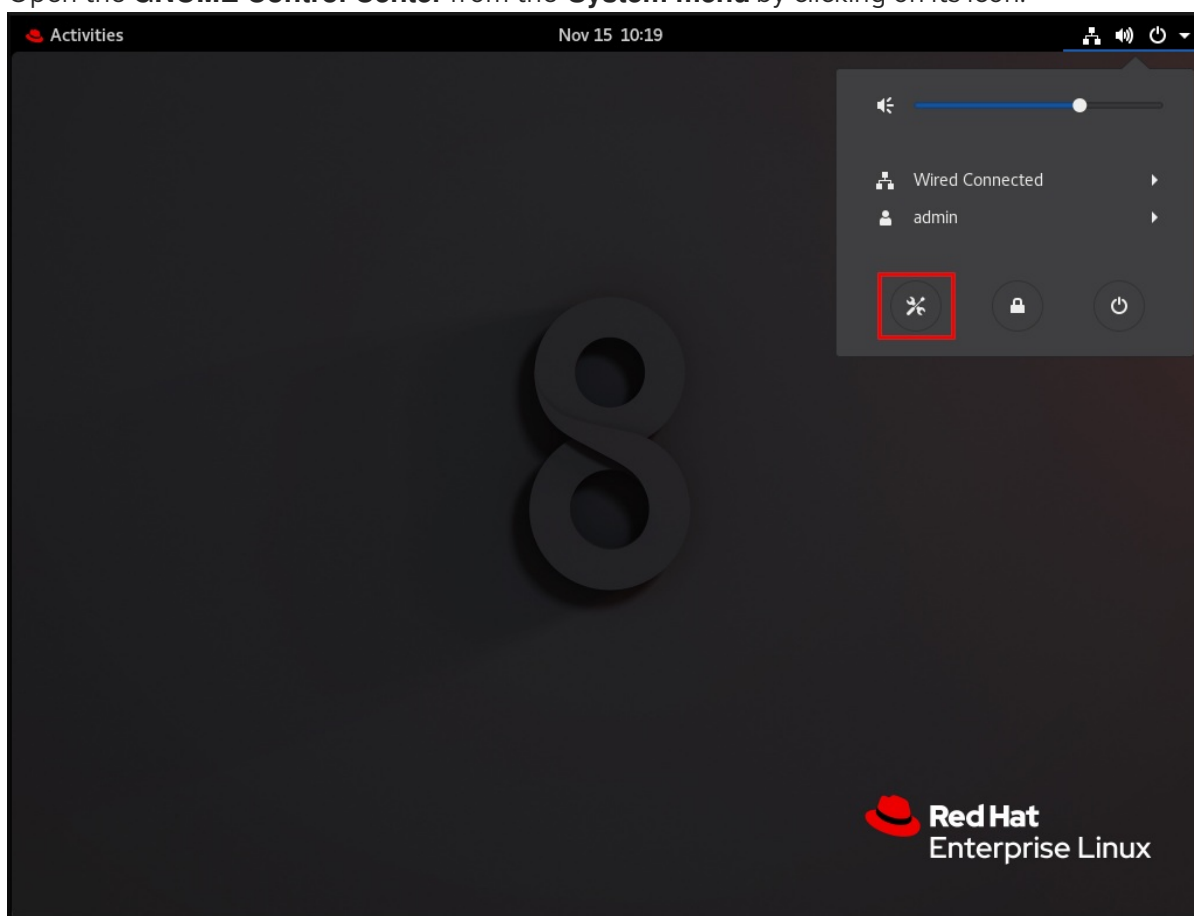 Open the GNOME Control Center from the System Menu by clicking on its icon.
Activities
Nov 15 10:19
Wired Connected
admin
8
Red Hat
Enterprise Linux